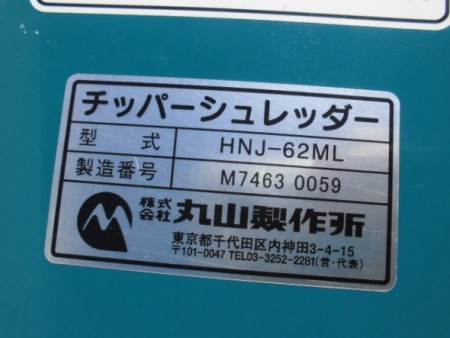 チッパーシュレッダー
型式 HNJ-62ML
製造番号 M7463 0059
株式会社 丸山製作所
東京都千代田区内神田3-4-15
〒101-0047 TEL03-3252-2281(営・代表)